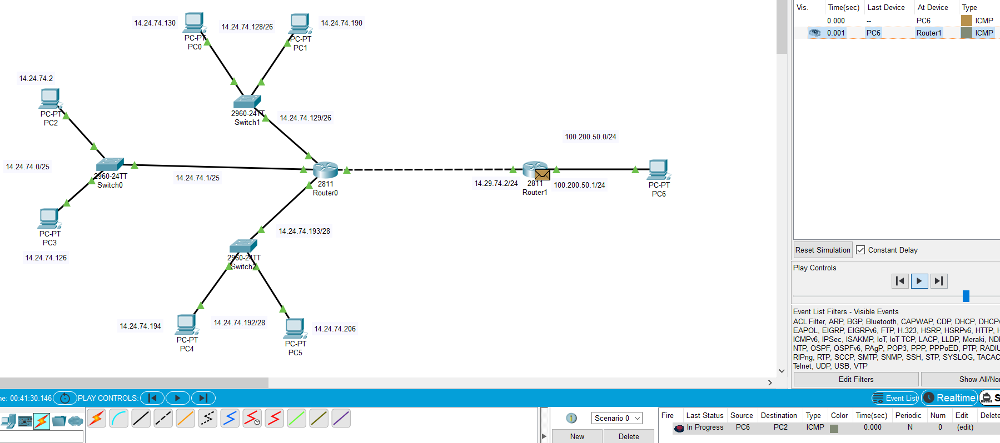 14.24.74.130
14.24.74.128/26
14.24.74.190
PC-PT
PC0
PC-PT
PC1
14.24.74.2
PC-PT
PC2
2960-24TT
Switch1
14.24.74.129/26
14.24.74.0/25
2960-24TT
Switch0
14.24.74.1/25
2811
Router0
14.29.74.2/24
2811
Router1
100.200.50.0/24
100.200.50.1/24
PC-PT
PC6
PC-PT
PC3
14.24.74.126
14.24.74.193/28
2960-24TT
Switch2
14.24.74.194
14.24.74.192/28
14.24.74.206
PC-PT
PC4
PC-PT
PC5
Vis. Time(sec) Last Device At Device Type
0.000 -- PC6 ICMP
0.001 PC6 Router1 ICMP
Reset Simulation Constant Delay
Play Controls
Event List Filters - Visible Events
ACL Filter, ARP, BGP, Bluetooth, CAPWAP, CDP, DHCP, DHCPv
EAPOL, EIGRP, EIGRPv6, FTP, H.323, HSRP, HSRPv6, HTTP, H
ICMPv6, IPSec, ISAKMP, IoT, IoT TCP, LACP, LLDP, Meraki, ND
NTP, OSPF, OSPFv6, PAgP, POP3, PPP, PPPoED, PTP, RADIU
RIPng, RTP, SCCP, SMTP, SNMP, SSH, STP, SYSLOG, TACAC
Telnet, UDP, USB, VTP
Edit Filters Show All/No
ne: 00:41:30.146 PLAY CONTROLS:
Event List Realtime S
Scenario 0
New Delete
Fire Last Status Source Destination Type Color Time(sec) Periodic Num Edit Delete
In Progress PC6 PC2 ICMP 0.000 N 0 (edit)